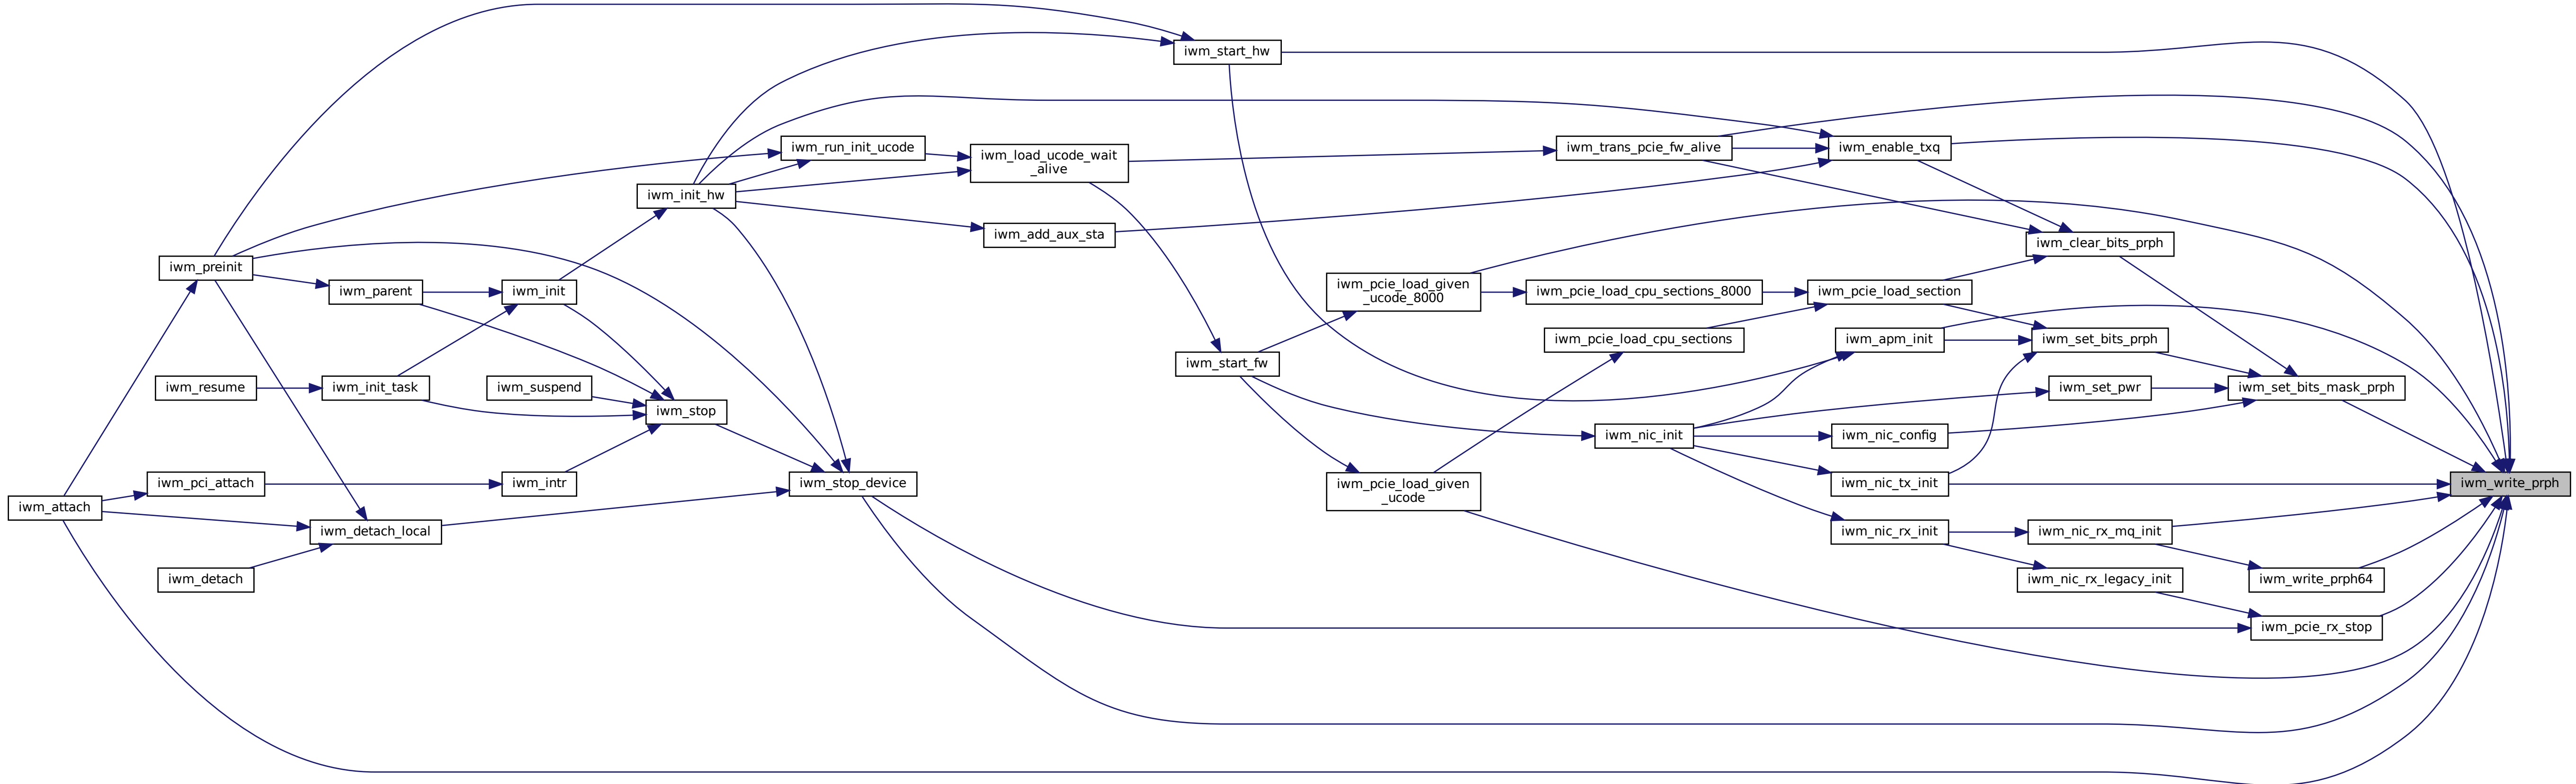 iwm_start_hw
iwm_run_init_ucode
iwm_load_ucode_wait
_alive
iwm_trans_pcie_fw_alive
iwm_enable_txq
iwm_init_hw
iwm_add_aux_sta
iwm_clear_bits_prph
iwm_preinit
iwm_parent
iwm_init
iwm_pcie_load_given
_ucode_8000
iwm_pcie_load_cpu_sections_8000
iwm_pcie_load_section
iwm_pcie_load_cpu_sections
iwm_apm_init
iwm_set_bits_prph
iwm_start_fw
iwm_resume
iwm_init_task
iwm_suspend
iwm_set_pwr
iwm_set_bits_mask_prph
iwm_stop
iwm_nic_init
iwm_nic_config
iwm_pci_attach
iwm_intr
iwm_stop_device
iwm_pcie_load_given
_ucode
iwm_nic_tx_init
iwm_write_prph
iwm_attach
iwm_detach_local
iwm_nic_rx_init
iwm_nic_rx_mq_init
iwm_detach
iwm_nic_rx_legacy_init
iwm_write_prph64
iwm_pcie_rx_stop